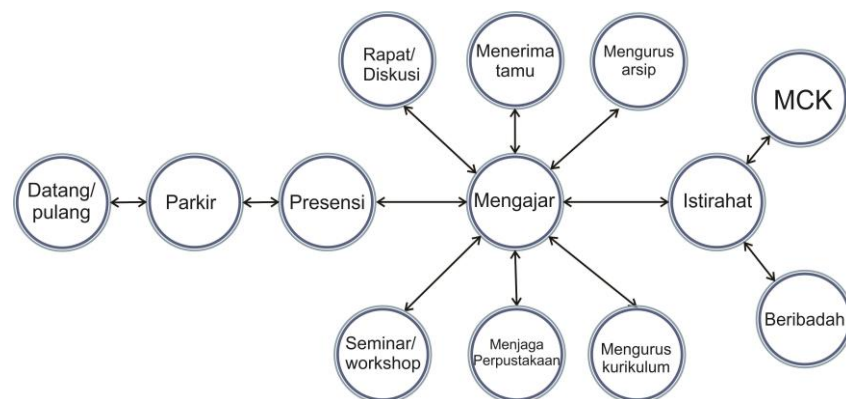 Rapat/
Diskusi
Menerima
tamu
Mengurus
arsip
MCK
Datang/
pulang
Parkir
Presensi
Mengajar
Istirahat
Seminar/
workshop
Menjaga
Perpustakaan
Mengurus
kurikulum
Beribadah